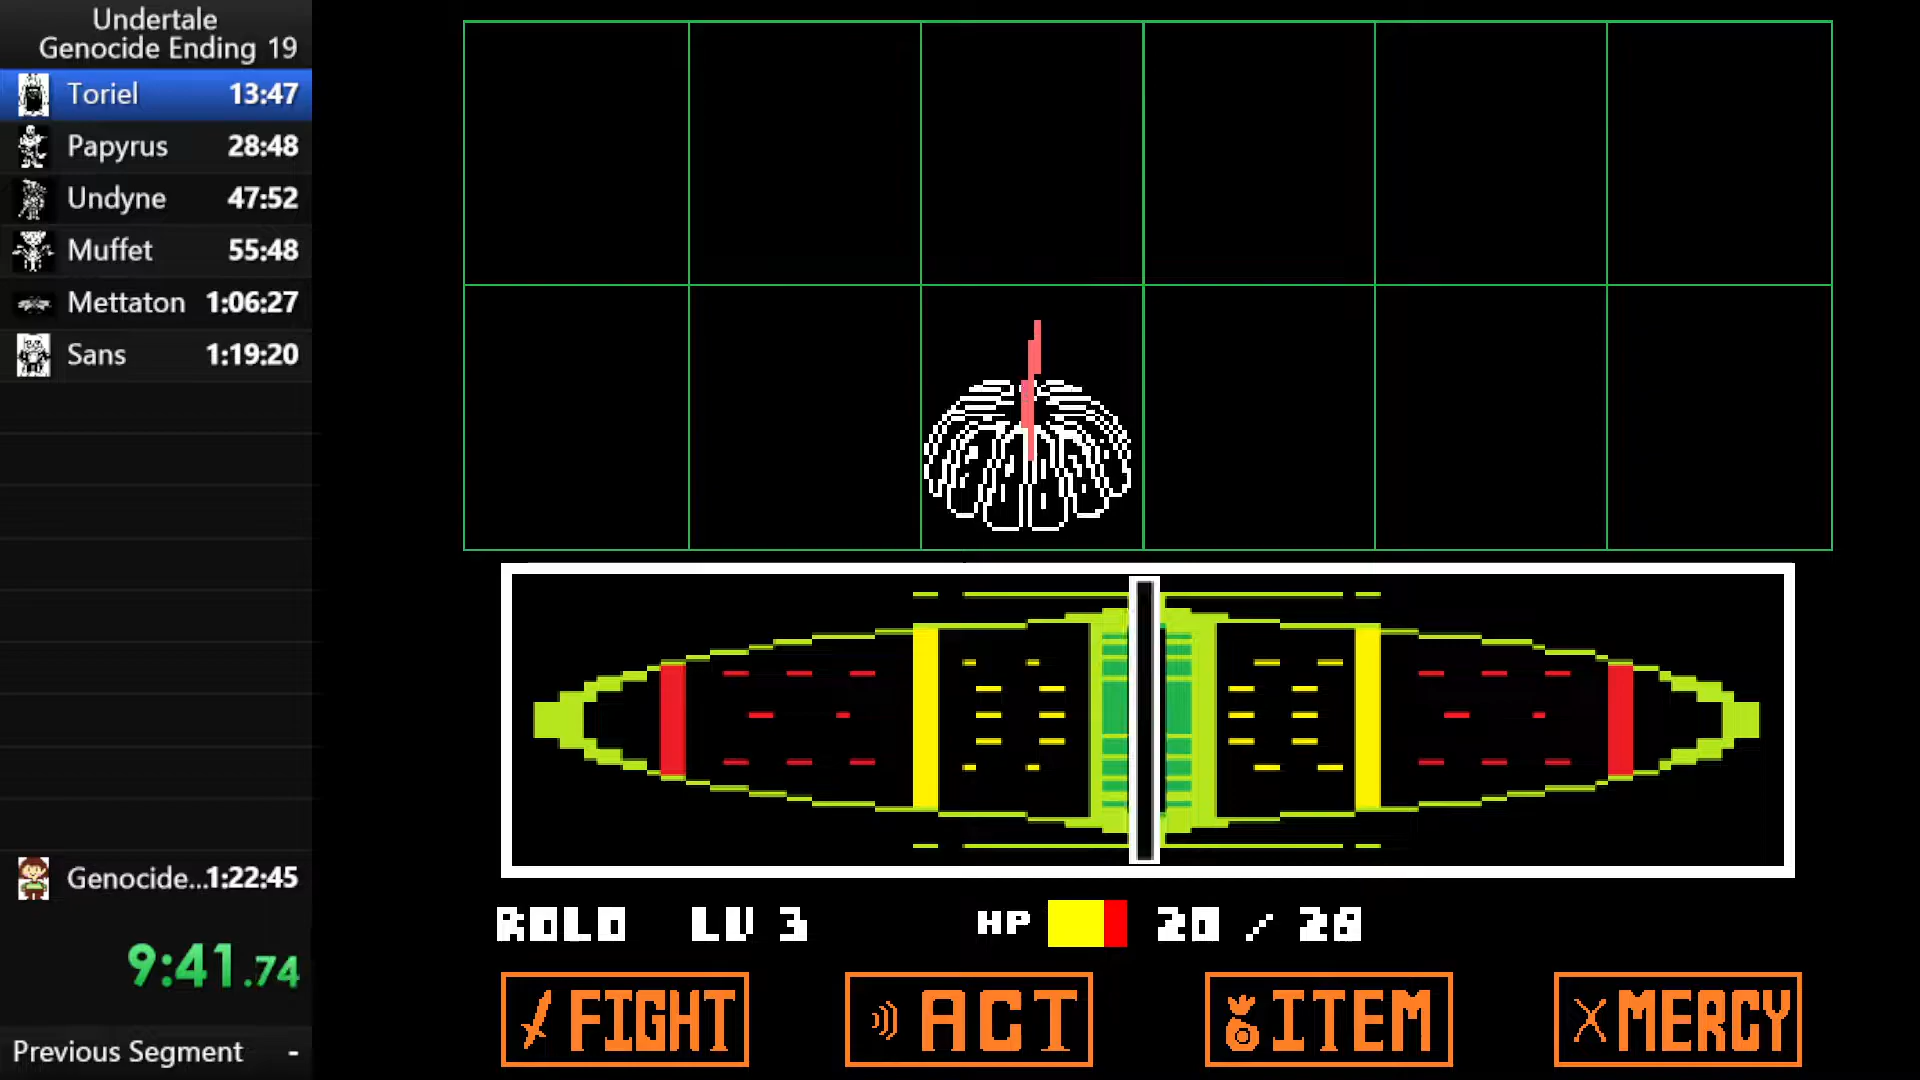 Undertale
Genocide Ending 19
Toriel 13:47
Papyrus 28:48
Undyne 47:52
Muffet 55:48
Mettaton 1:06:27
Sans 1:19:20
Genocide...1:22:45
9:41.74
Previous Segment -
ROLO LV 3 HP 20 / 28
FIGHT ACT ITEM MERCY